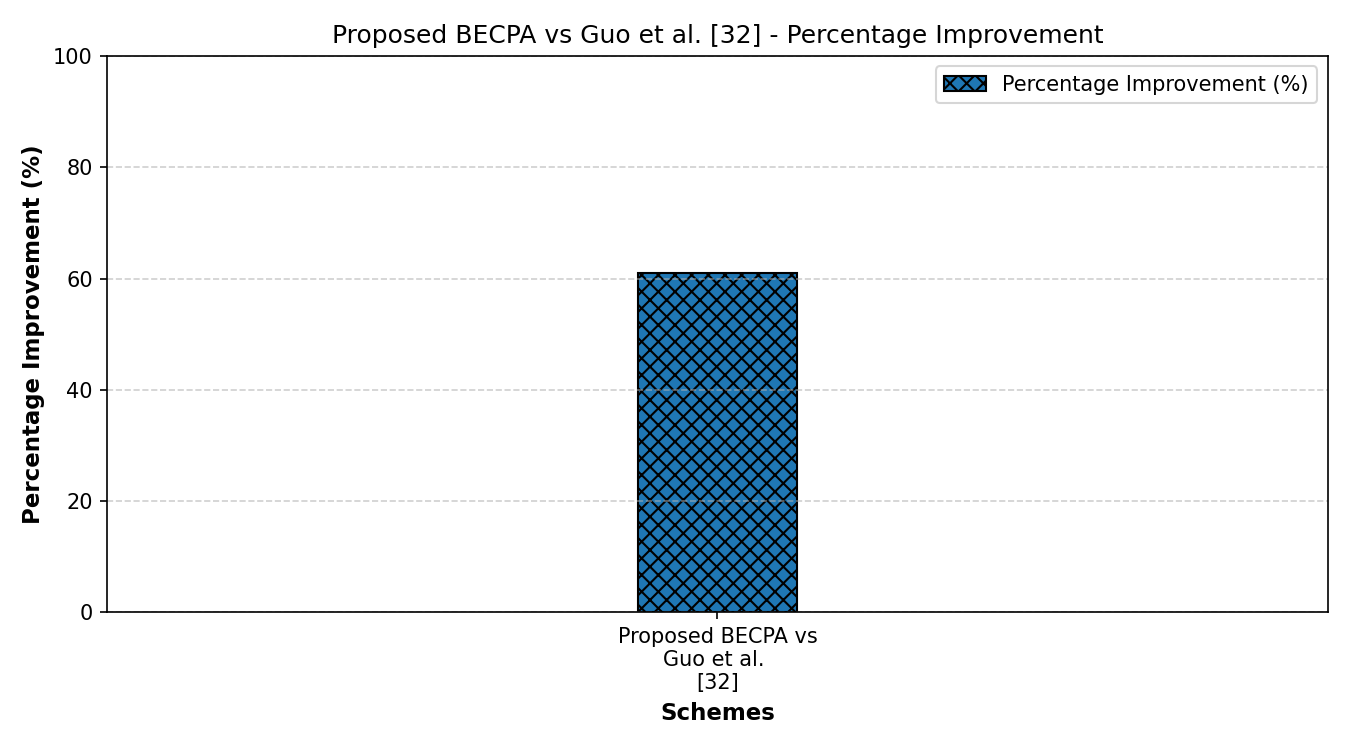 Proposed BECPA vs Guo et al. [32] - Percentage Improvement
Percentage Improvement (%)
100
80
60
40
20
0
Percentage Improvement (%)
Proposed BECPA vs
Guo et al.
[32]
Schemes